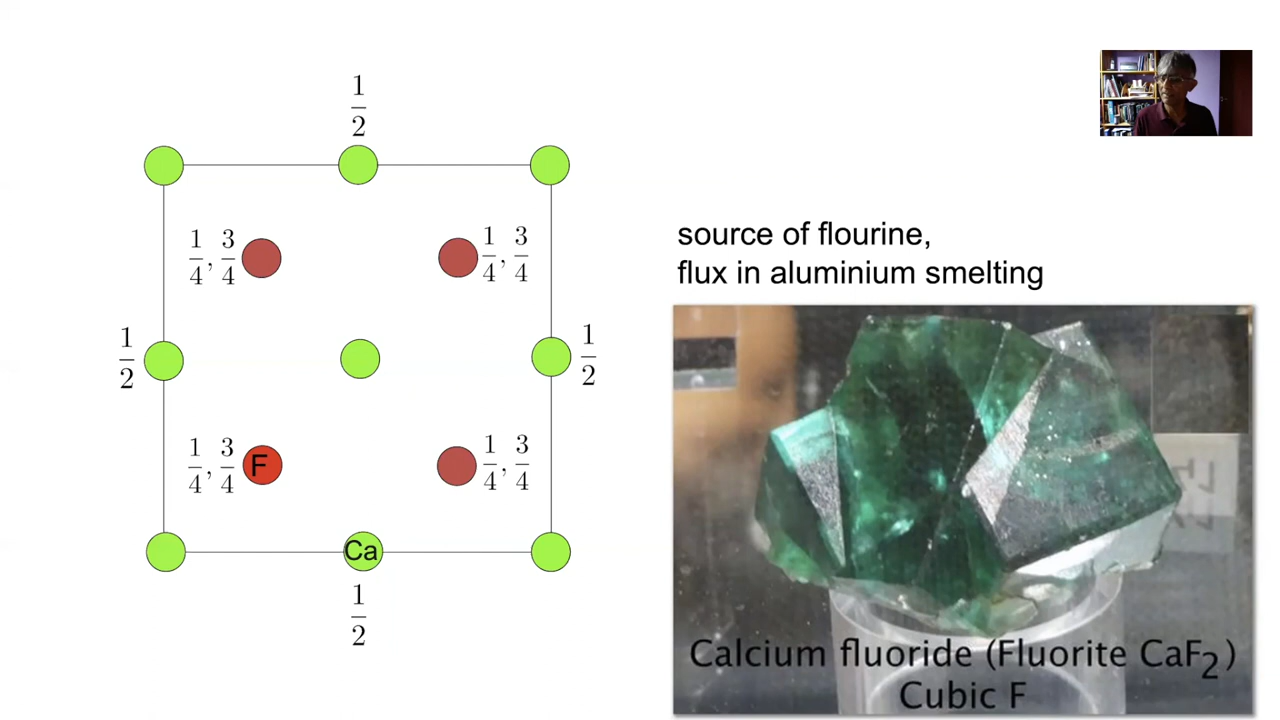 1/2
1/4, 3/4
1/4, 3/4
1/2
1/2
1/4, 3/4 F
1/4, 3/4
Ca
1/2
source of flourine,
flux in aluminium smelting
Calcium fluoride (Fluorite CaF₂)
Cubic F